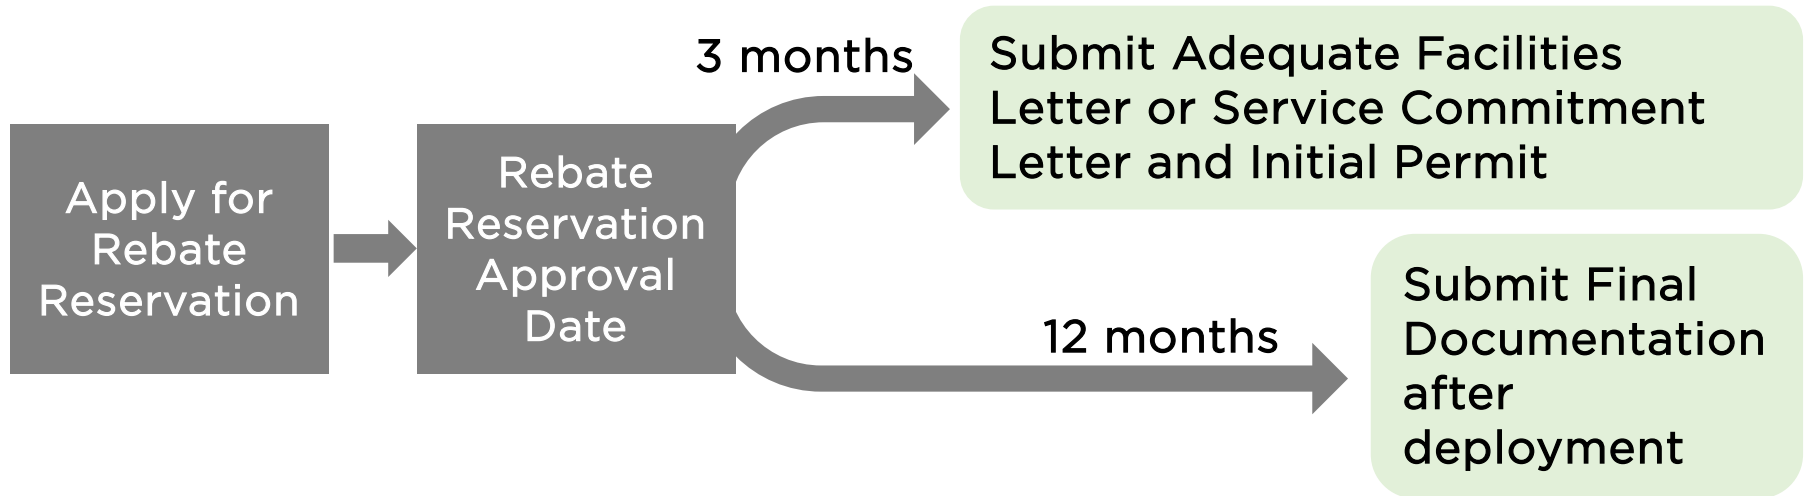 Apply for
Rebate
Reservation
Rebate
Reservation
Approval
Date
3 months
Submit Adequate Facilities
Letter or Service Commitment
Letter and Initial Permit
12 months
Submit Final
Documentation
after
deployment